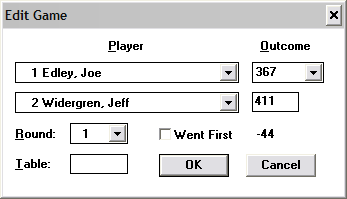 Edit Game
Player Outcome
1 Edley, Joe 367
2 Widergren, Jeff 411
Round: 1 Went First -44
Table: OK Cancel